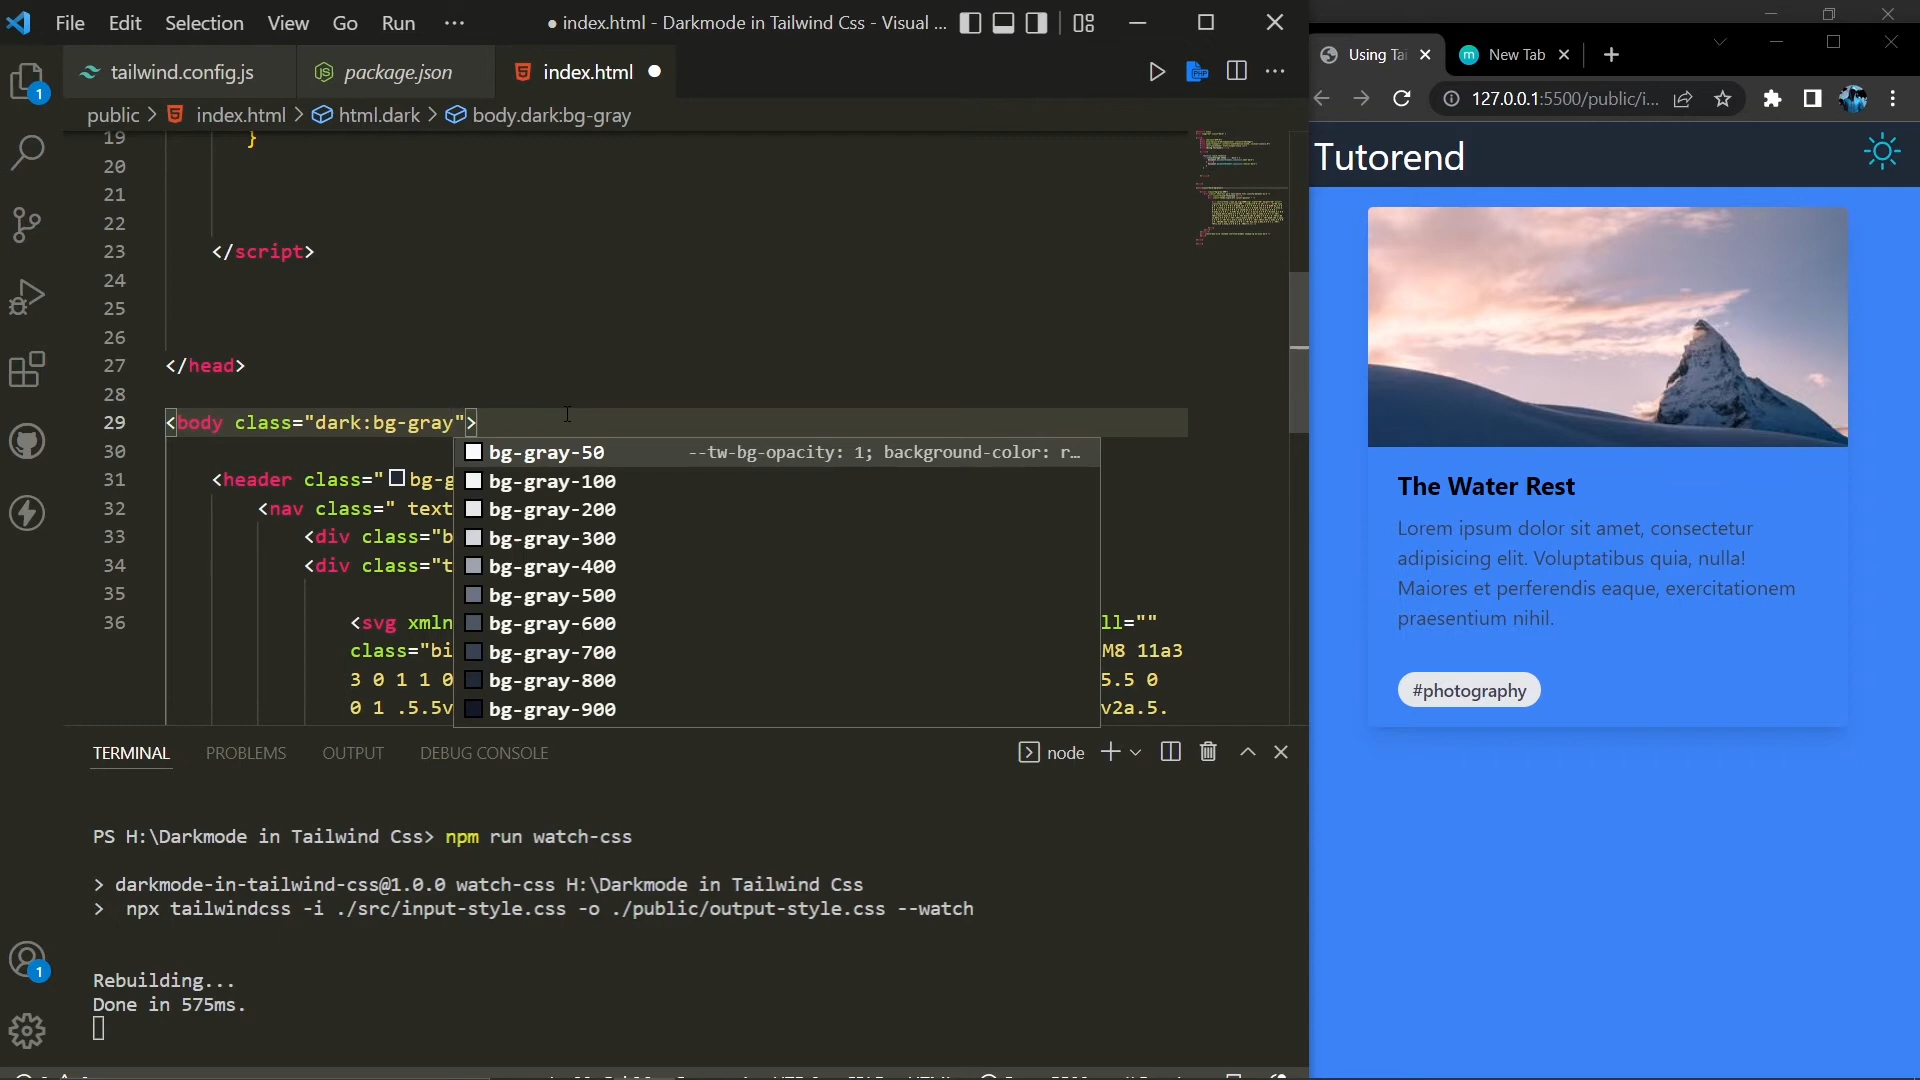 File Edit Selection View Go Run ··· ● index.html - Darkmode in Tailwind Css - Visual ...
tailwind.config.js package.json index.html ●
public > index.html > html.dark > body.dark:bg-gray
19 }
20
21
22
23 </script>
24
25
26
27 </head>
28
29 <body class="dark:bg-gray">
30
31 <header class=" bg-g
32 <nav class=" text
33 <div class="b
34 <div class="t
35
36 <svg xmln ll=""
class="bi M8 11a3
3 0 1 1 0 5.5 0
0 1 .5.5v v2a.5.
bg-gray-50 --tw-bg-opacity: 1; background-color: r…
bg-gray-100
bg-gray-200
bg-gray-300
bg-gray-400
bg-gray-500
bg-gray-600
bg-gray-700
bg-gray-800
bg-gray-900
TERMINAL PROBLEMS OUTPUT DEBUG CONSOLE node
PS H:\Darkmode in Tailwind Css> npm run watch-css
> darkmode-in-tailwind-css@1.0.0 watch-css H:\Darkmode in Tailwind Css
> npx tailwindcss -i ./src/input-style.css -o ./public/output-style.css --watch
Rebuilding...
Done in 575ms.
1
1
Using Tai New Tab
127.0.0.1:5500/public/i...
Tutorend
The Water Rest
Lorem ipsum dolor sit amet, consectetur
adipisicing elit. Voluptatibus quia, nulla!
Maiores et perferendis eaque, exercitationem
praesentium nihil.
#photography